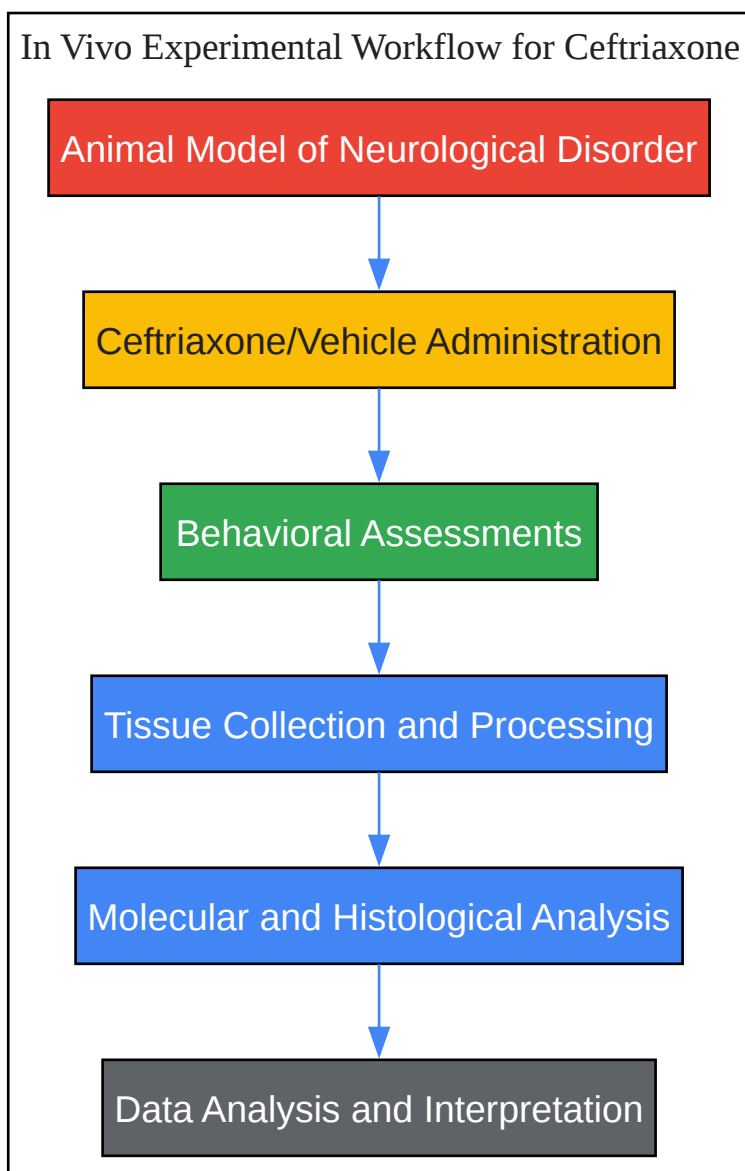 In Vivo Experimental Workflow for Ceftriaxone
Animal Model of Neurological Disorder
Ceftriaxone/Vehicle Administration
Behavioral Assessments
Tissue Collection and Processing
Molecular and Histological Analysis
Data Analysis and Interpretation